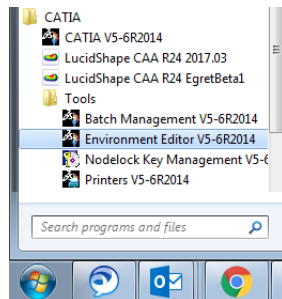 CATIA
CATIA V5-6R2014
LucidShape CAA R24 2017.03
LucidShape CAA R24 EgretBeta1
Tools
Batch Management V5-6R2014
Environment Editor V5-6R2014
Nodelock Key Management V5-6
Printers V5-6R2014
Search programs and files